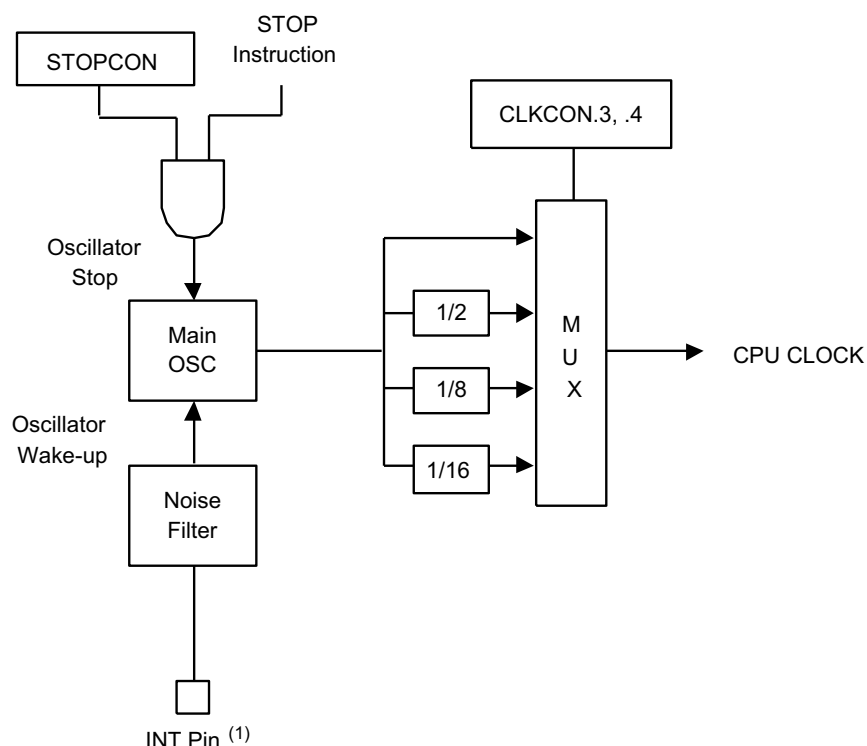 STOP
Instruction
STOPCON
CLKCON.3, .4
Oscillator
Stop
Main
OSC
1/2
1/8
1/16
M
U
X
CPU CLOCK
Oscillator
Wake-up
Noise
Filter
INT Pin (1)